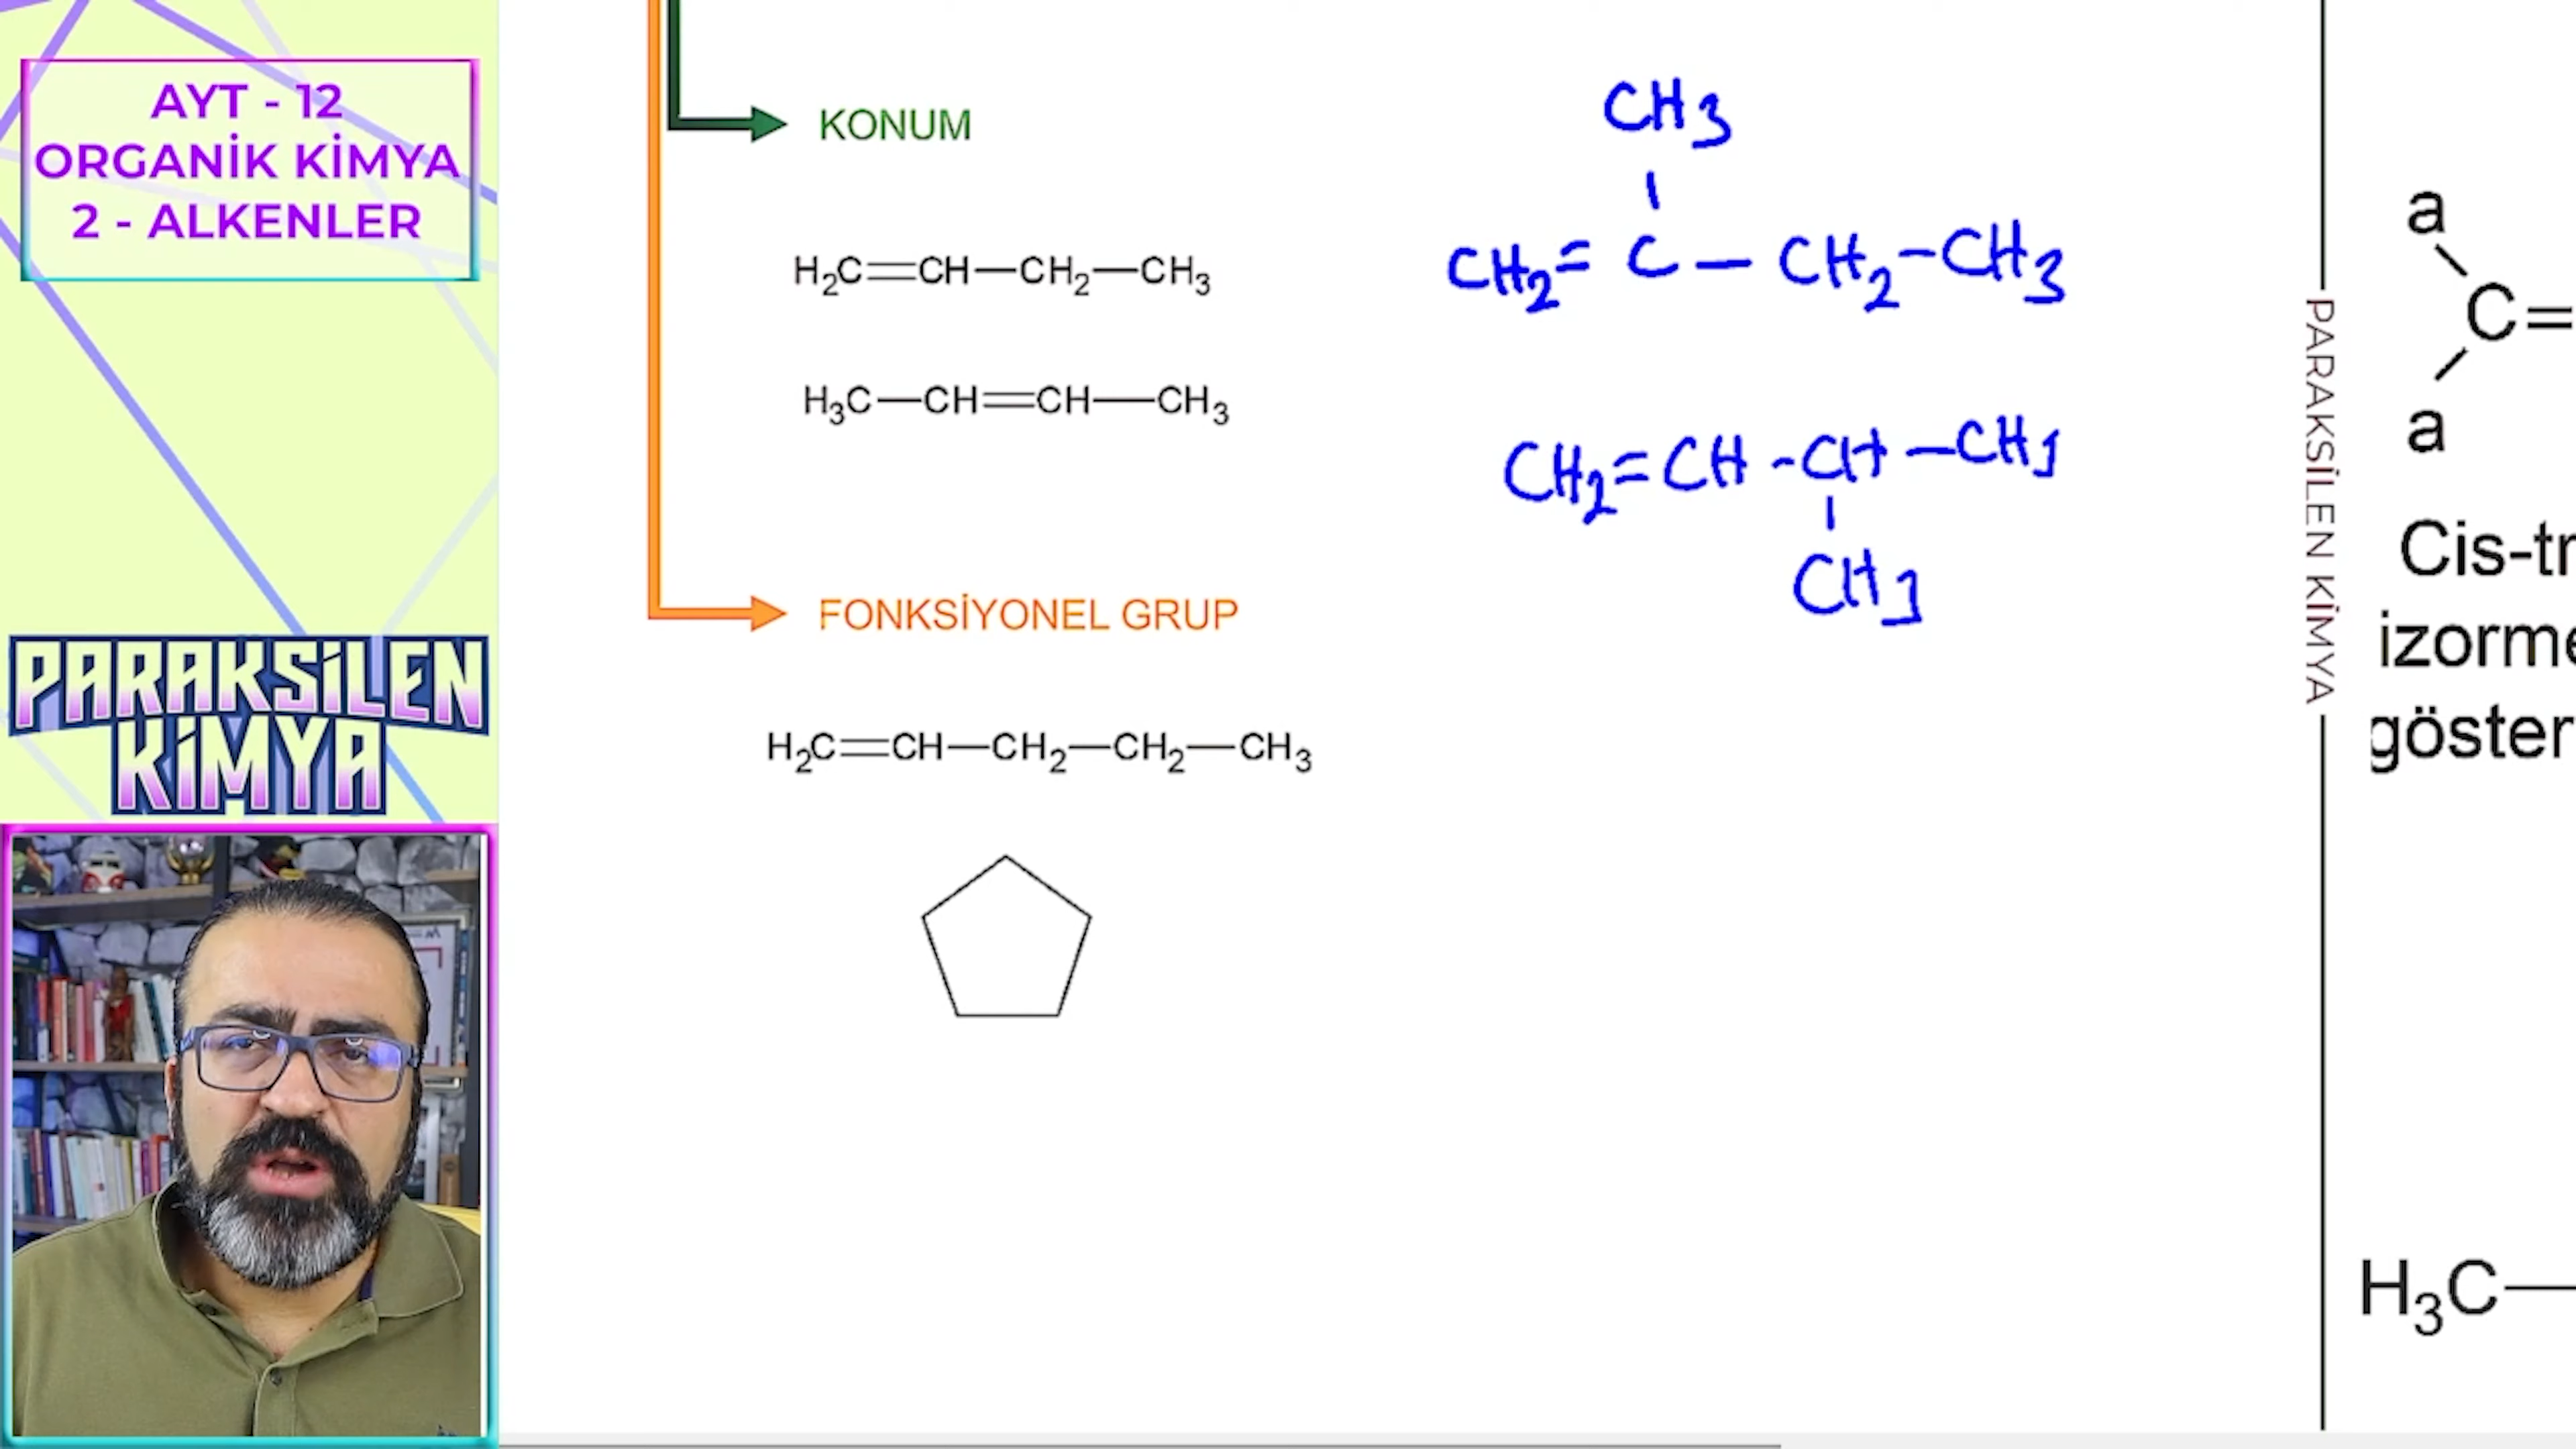 AYT - 12
ORGANİK KİMYA
2 - ALKENLER
PARAKSİLEN
KİMYA
KONUM
H₂C=CH—CH₂—CH₃
H₃C—CH=CH—CH₃
FONKSİYONEL GRUP
H₂C=CH—CH₂—CH₂—CH₃
CH₃
CH₂=C—CH₂-CH₃
CH₂=CH-CH-CH₃
CH₃
PARAKSİLEN KİMYA
a
C=
a
Cis-tr
izorme
göster
H₃C—